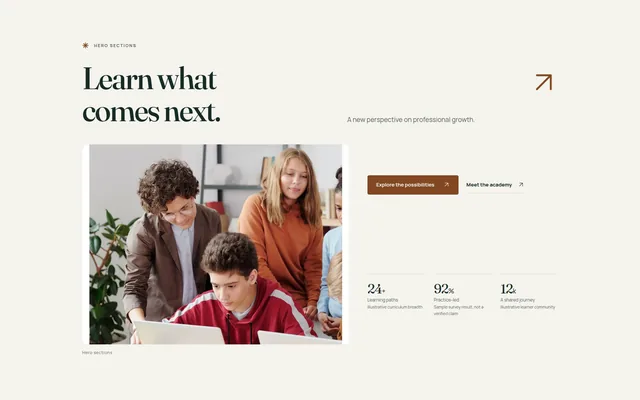 HERO SECTIONS
Learn what
comes next.
A new perspective on professional growth.
Explore the possibilities
Meet the academy
24+
Learning paths
Illustrative curriculum breadth
92%
Practice-led
Sample survey result, not a
verified claim
12k
A shared journey
Illustrative learner community
Hero sections